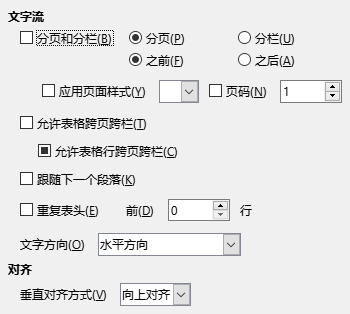 文字流
分页和分栏(B) 分页(P) 分栏(U)
之前(F) 之后(A)
应用页面样式(Y) 页码(N) 1
允许表格跨页跨栏(T)
允许表格行跨页跨栏(C)
跟随下一个段落(K)
重复表头(E) 前(D) 0 行
文字方向(O) 水平方向
对齐
垂直对齐方式(V) 向上对齐